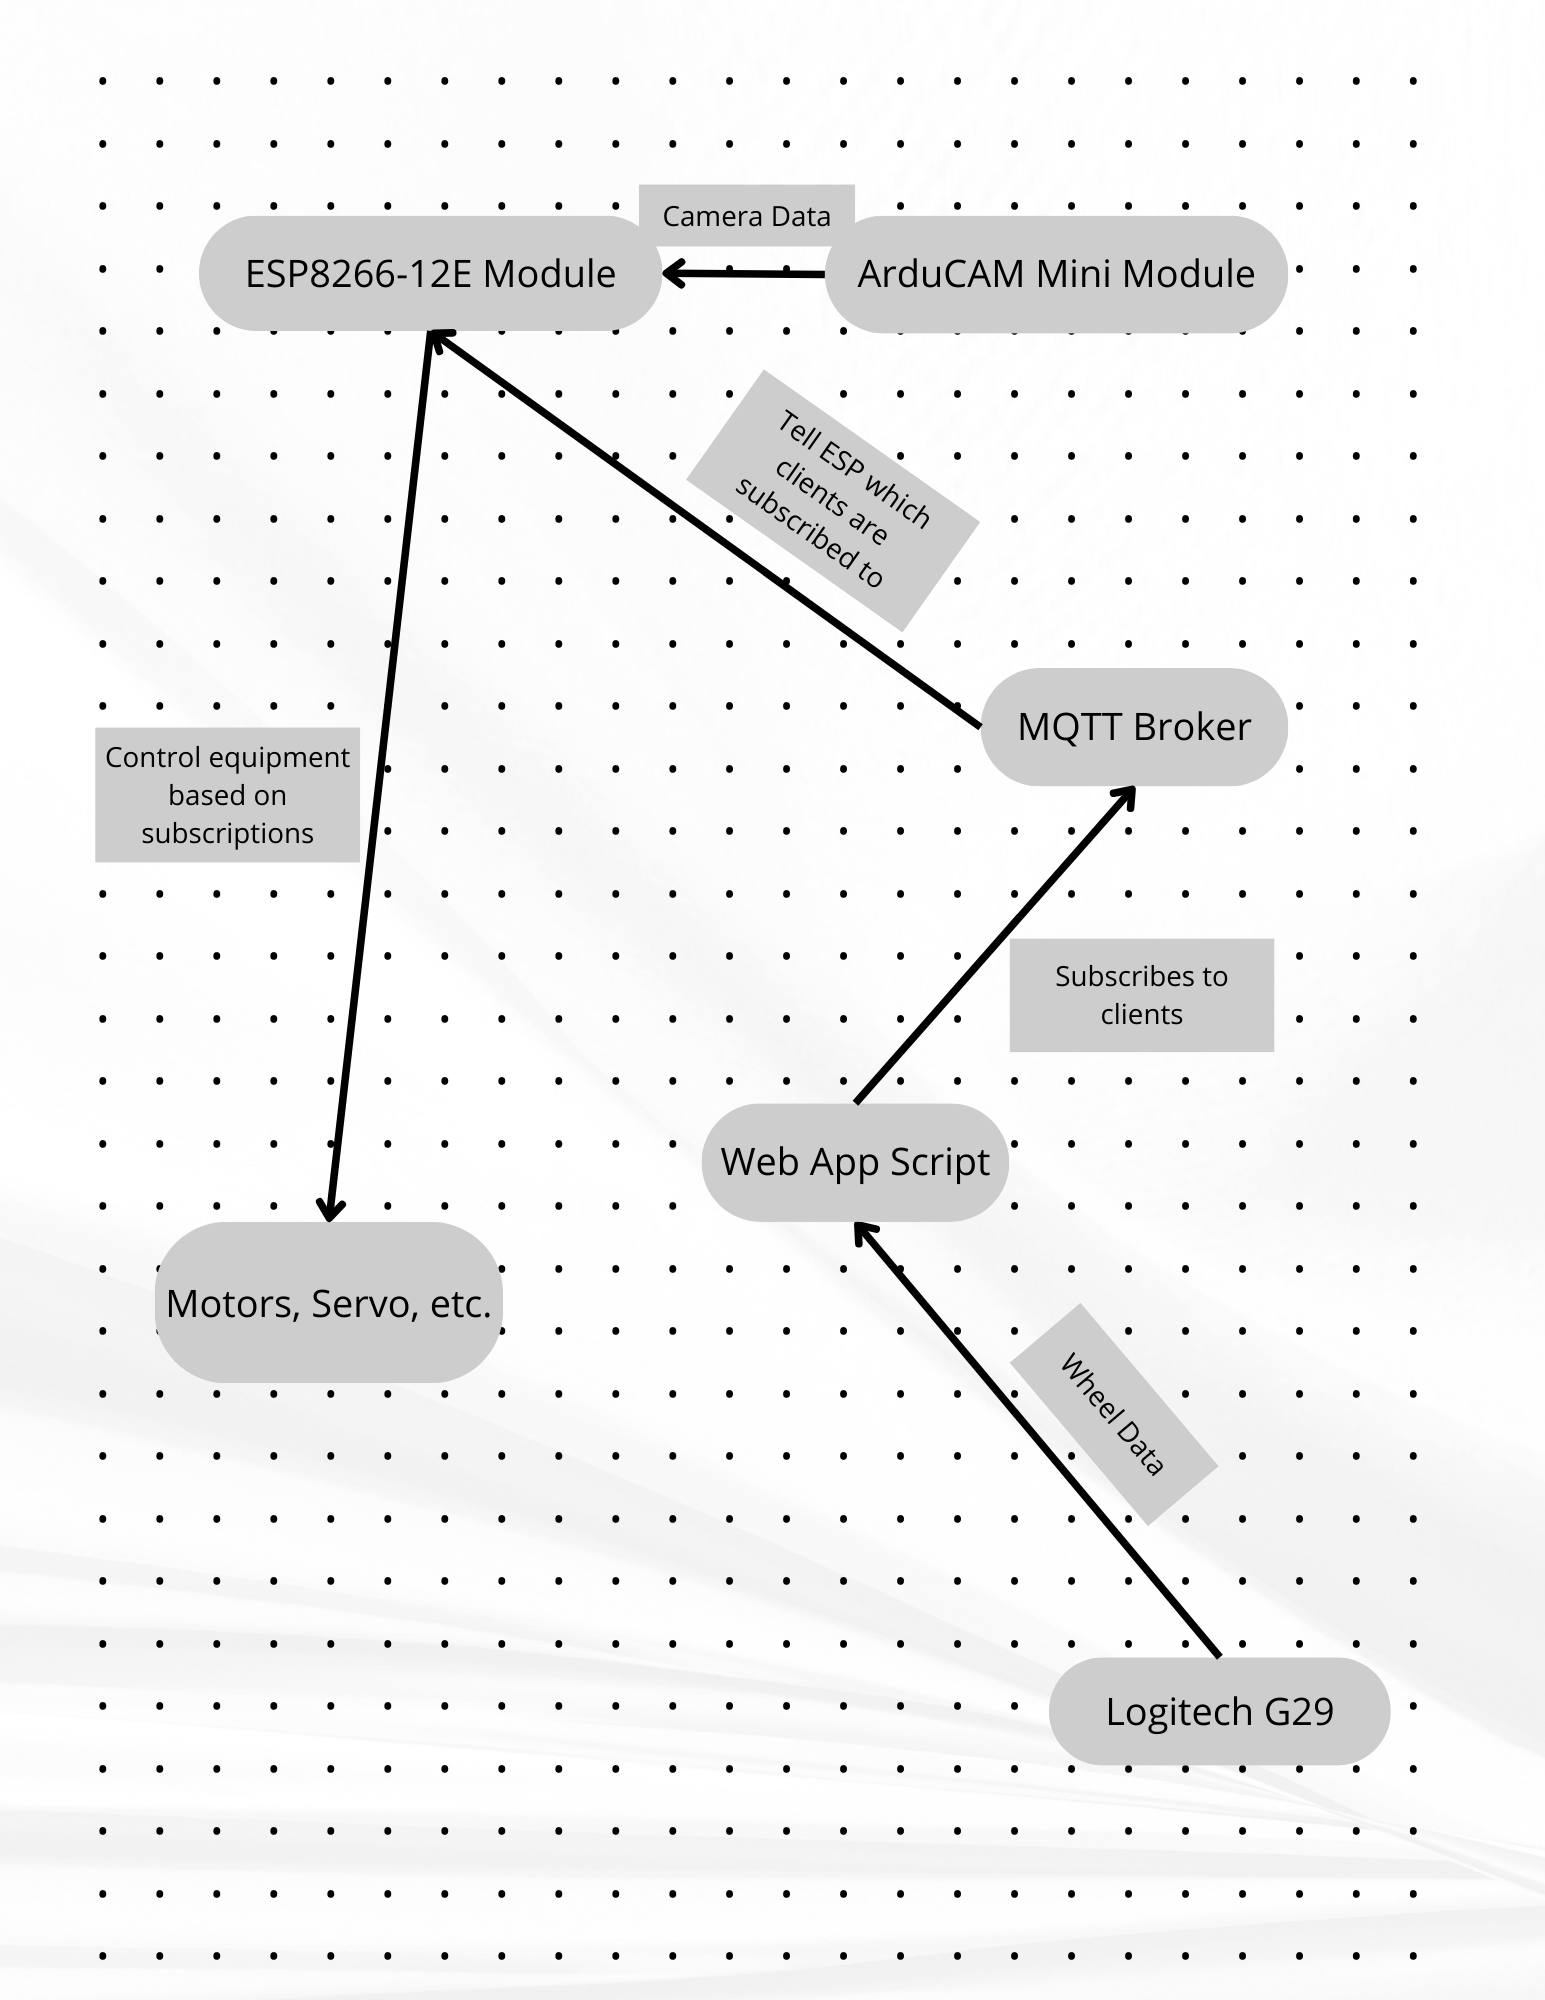 Camera Data
ESP8266-12E Module
ArduCAM Mini Module
Tell ESP which
clients are
subscribed to
MQTT Broker
Control equipment
based on
subscriptions
Subscribes to
clients
Web App Script
Motors, Servo, etc.
Wheel Data
Logitech G29